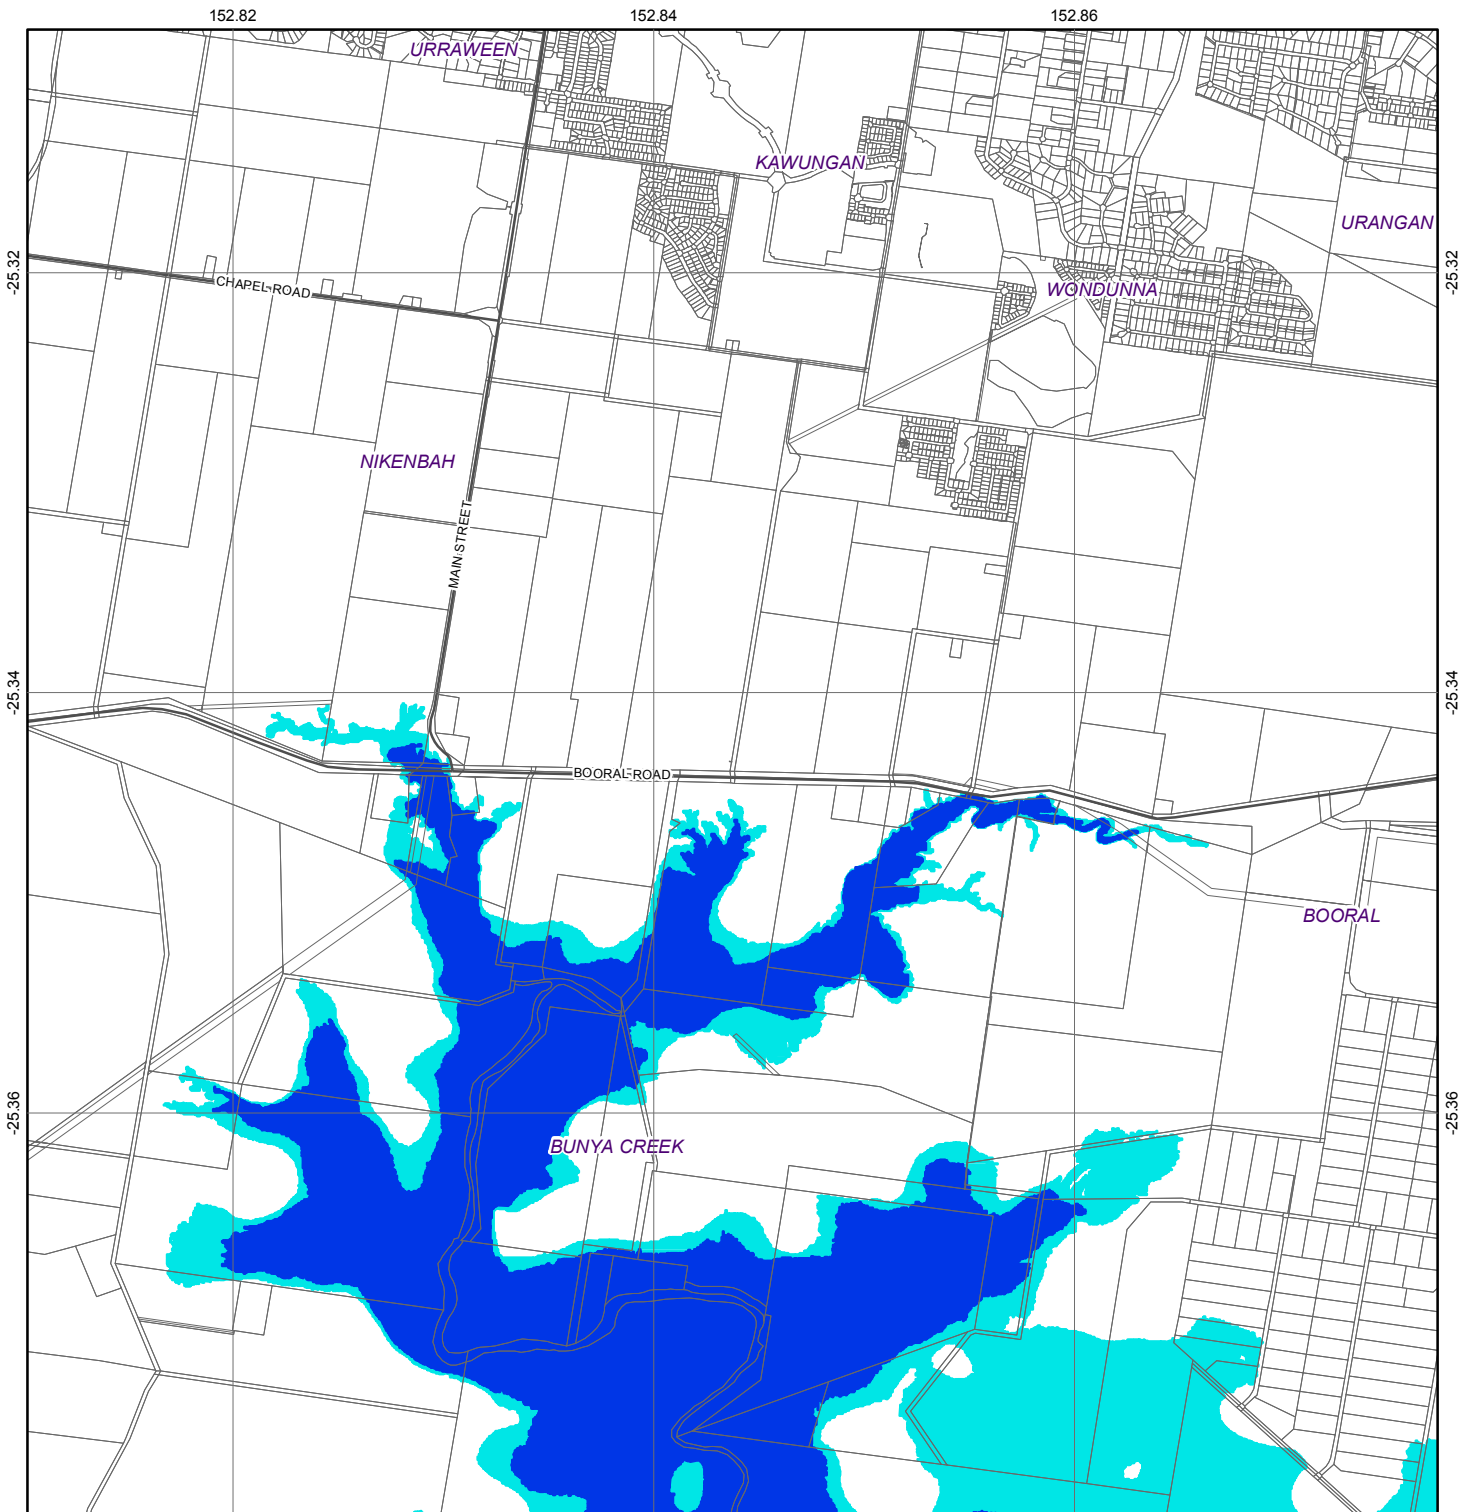 152.82
152.84
152.86
URRAWEEN
KAWUNGAN
URANGAN
-25.32
-25.32
CHAPEL ROAD
WONDUNNA
NIKENBAH
MAIN STREET
-25.34
-25.34
BOORAL ROAD
BOORAL
-25.36
-25.36
BUNYA CREEK